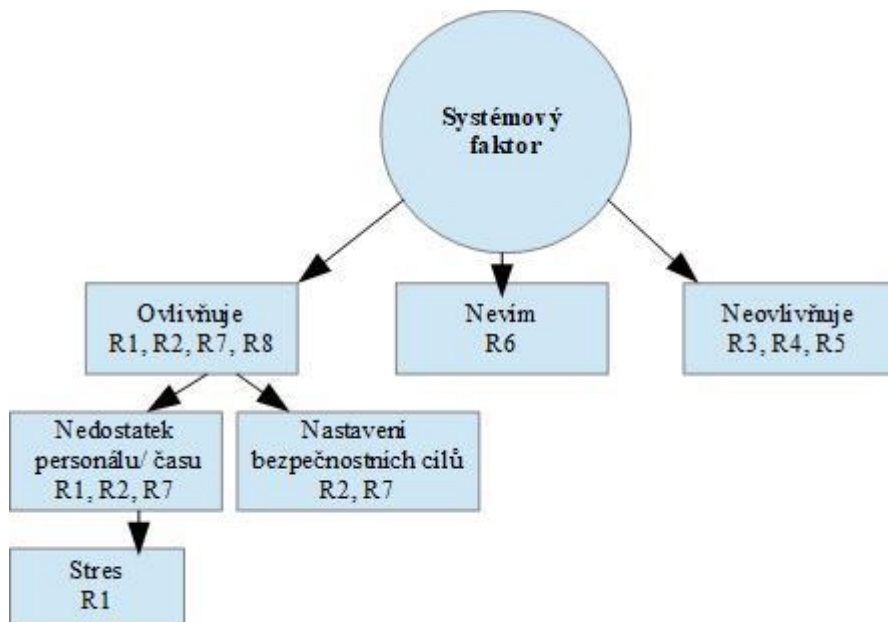 Systémový
faktor
Ovlivňuje
R1, R2, R7, R8
Nevím
R6
Neovlivňuje
R3, R4, R5
Nedostatek
personálu/ času
R1, R2, R7
Nastavení
bezpečnostních cílů
R2, R7
Stres
R1